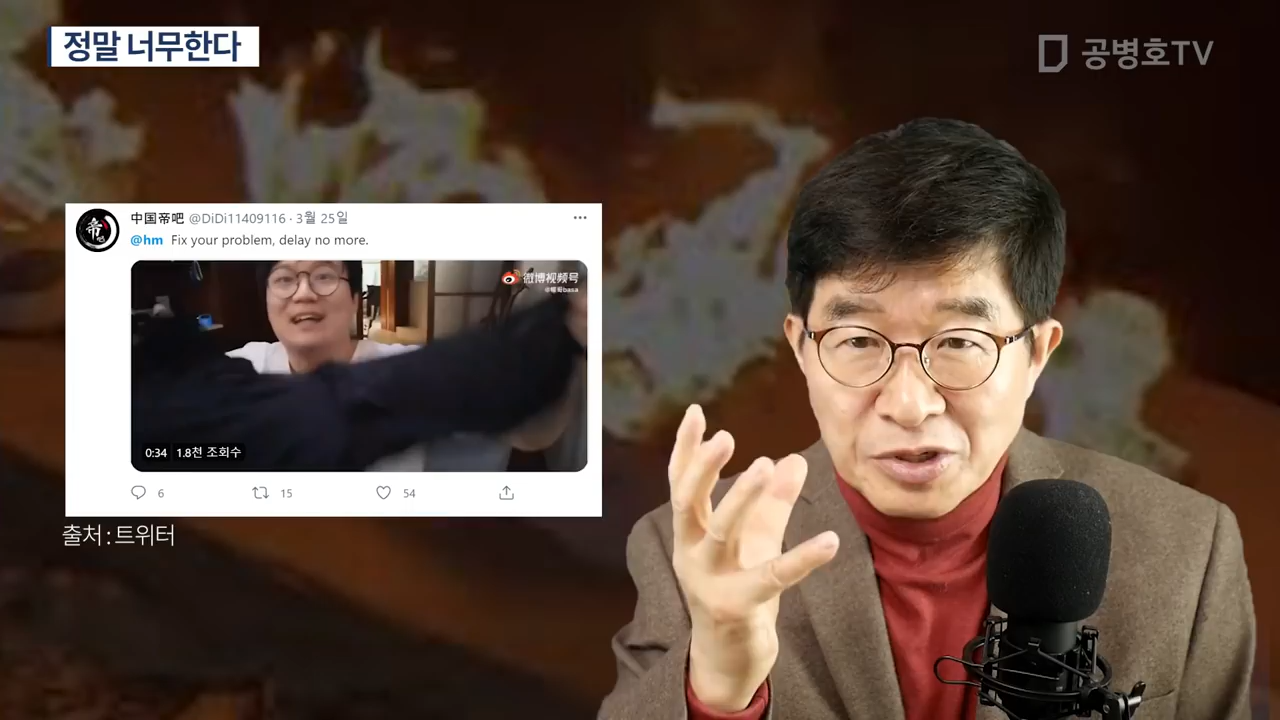 정말 너무한다
공병호TV
中国帝吧 @DiDi11409116 · 3월 25일
@hm Fix your problem, delay no more.
微博视频号
0:34 1.8천 조회수
6 15 54
출처 : 트위터